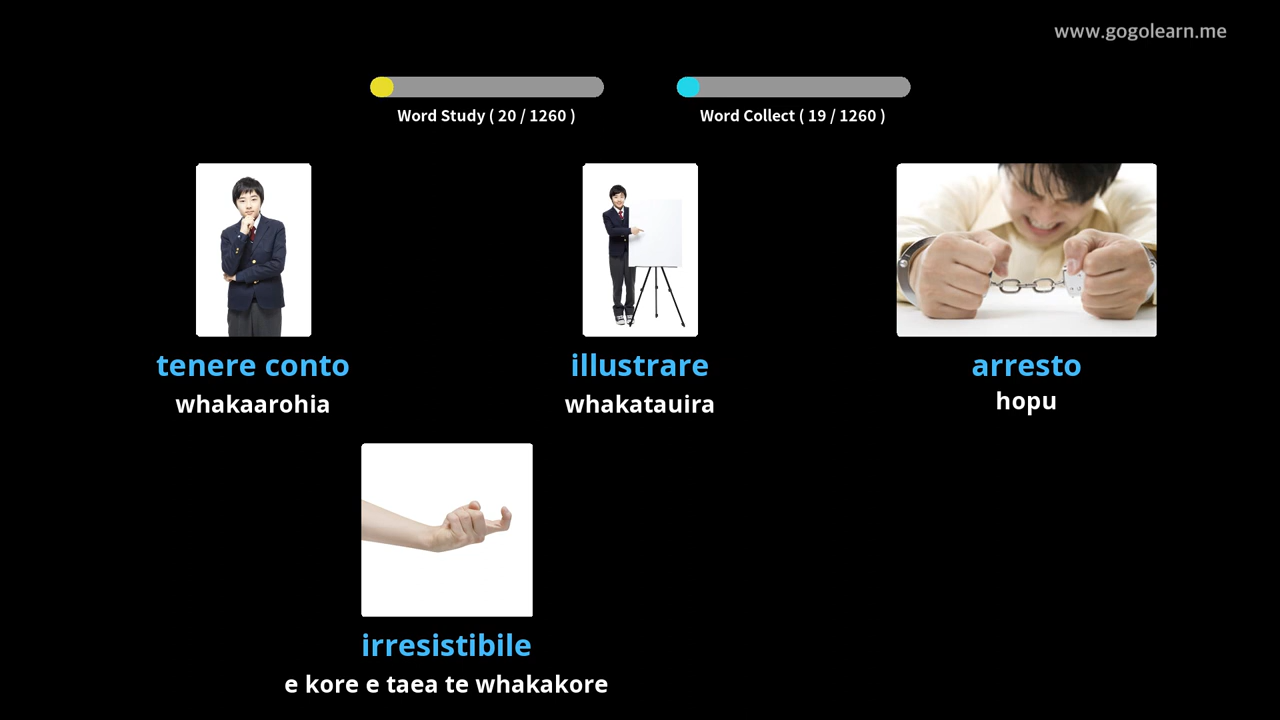 www.gogolearn.me
Word Study ( 20 / 1260 )
Word Collect ( 19 / 1260 )
tenere conto
whakaarohia
illustrare
whakatauira
arresto
hopu
irresistibile
e kore e taea te whakakore